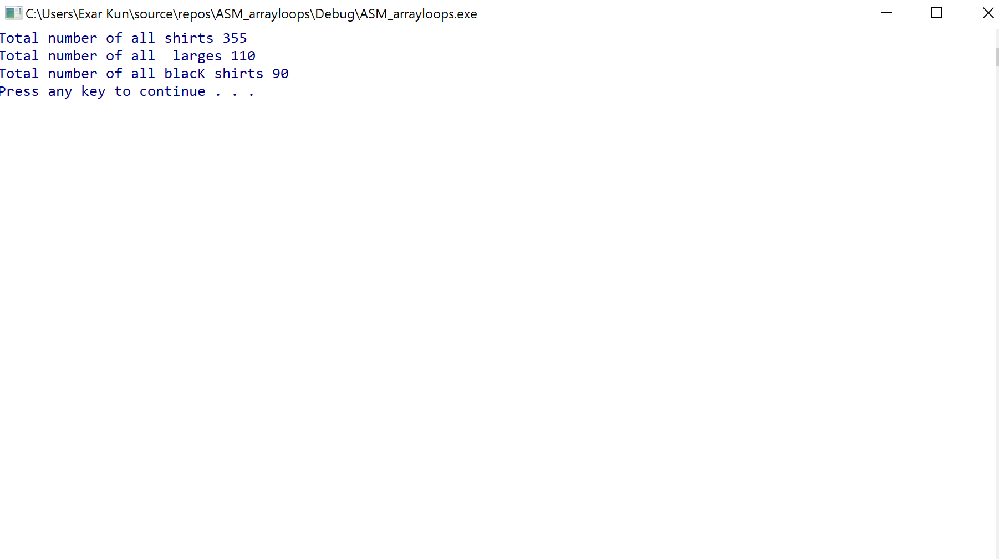 C:\Users\Exar Kun\source\repos\ASM_arrayloops\Debug\ASM_arrayloops.exe
Total number of all shirts 355
Total number of all  larges 110
Total number of all blacK shirts 90
Press any key to continue . . .